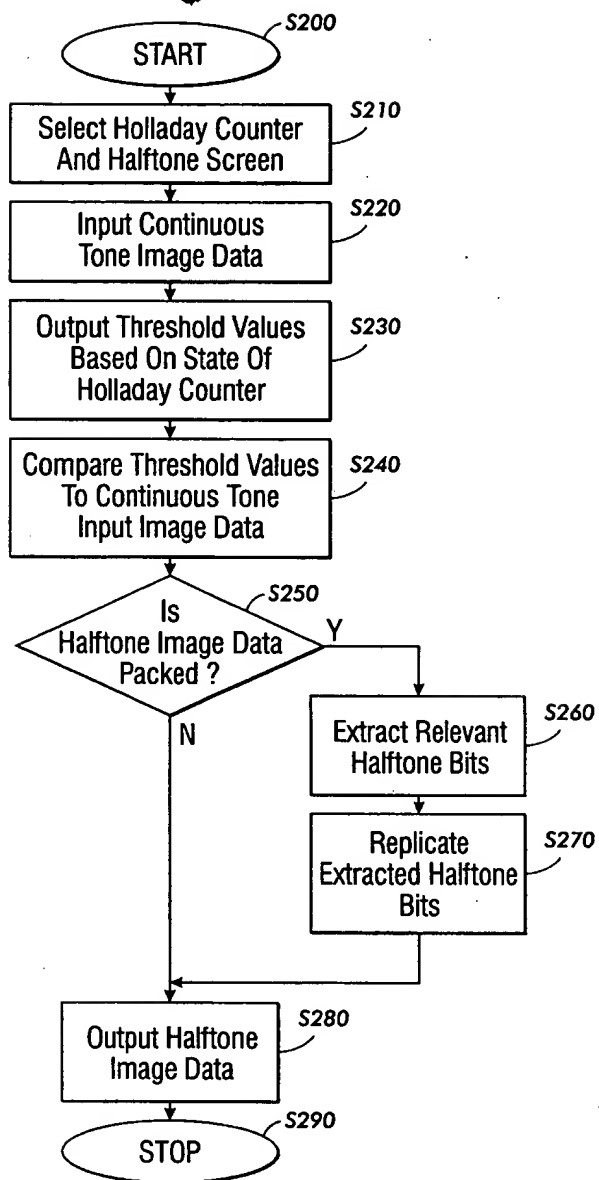 S200
START
S210
Select Holladay Counter
And Halftone Screen
S220
Input Continuous
Tone Image Data
S230
Output Threshold Values
Based On State Of
Holladay Counter
S240
Compare Threshold Values
To Continuous Tone
Input Image Data
S250
Is
Halftone Image Data
Packed ?
Y
N
S260
Extract Relevant
Halftone Bits
S270
Replicate
Extracted Halftone
Bits
S280
Output Halftone
Image Data
S290
STOP